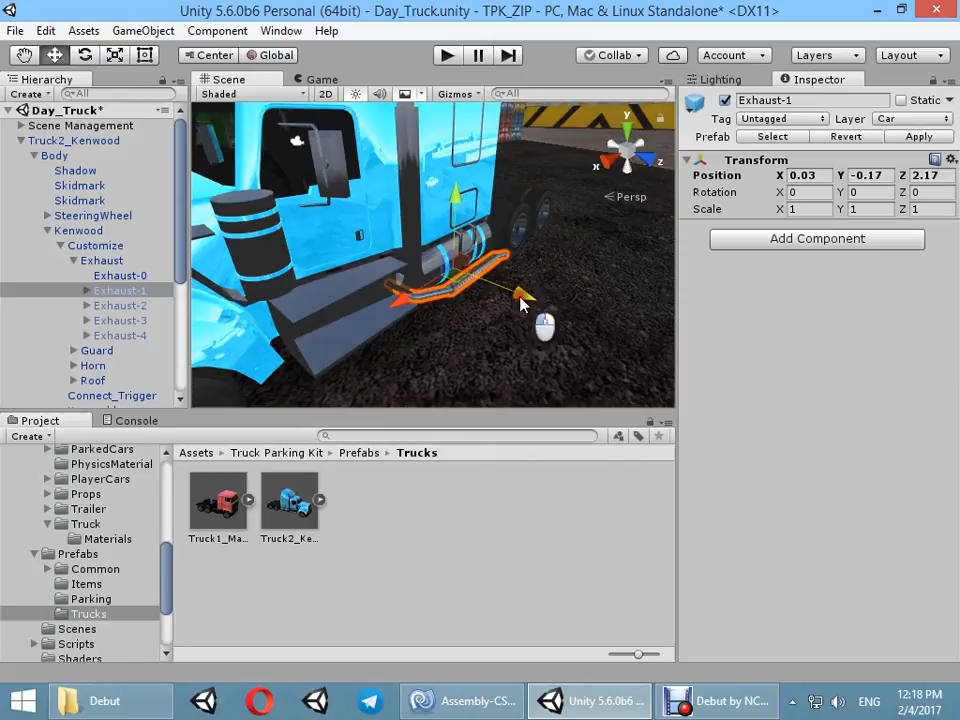 Unity 5.6.0b6 Personal (64bit) - Day_Truck.unity - TPK_ZIP - PC, Mac & Linux Standalone* <DX11>
File Edit Assets GameObject Component Window Help
Center Global Collab Account Layers Layout
Hierarchy Scene Game Lighting Inspector
Create All Shaded 2D Gizmos All
Day_Truck*
Scene Management
Truck2_Kenwood
Body
Shadow
Skidmark
Skidmark
SteeringWheel
Kenwood
Customize
Exhaust
Exhaust-0
Exhaust-1
Exhaust-2
Exhaust-3
Exhaust-4
Guard
Horn
Roof
Connect_Trigger
y
x
z
Persp
Exhaust-1 Static
Tag Untagged Layer Car
Prefab Select Revert Apply
Transform
Position X 0.03 Y -0.17 Z 2.17
Rotation X 0 Y 0 Z 0
Scale X 1 Y 1 Z 1
Add Component
Project Console
Create
ParkedCars
PhysicsMaterial
PlayerCars
Props
Trailer
Truck
Materials
Prefabs
Common
Items
Parking
Trucks
Scenes
Scripts
Shaders
Assets Truck Parking Kit Prefabs Trucks
Truck1_Ma... Truck2_Ke...
Debut Assembly-CS... Unity 5.6.0b6 ... Debut by NC... ENG 12:18 PM
2/4/2017